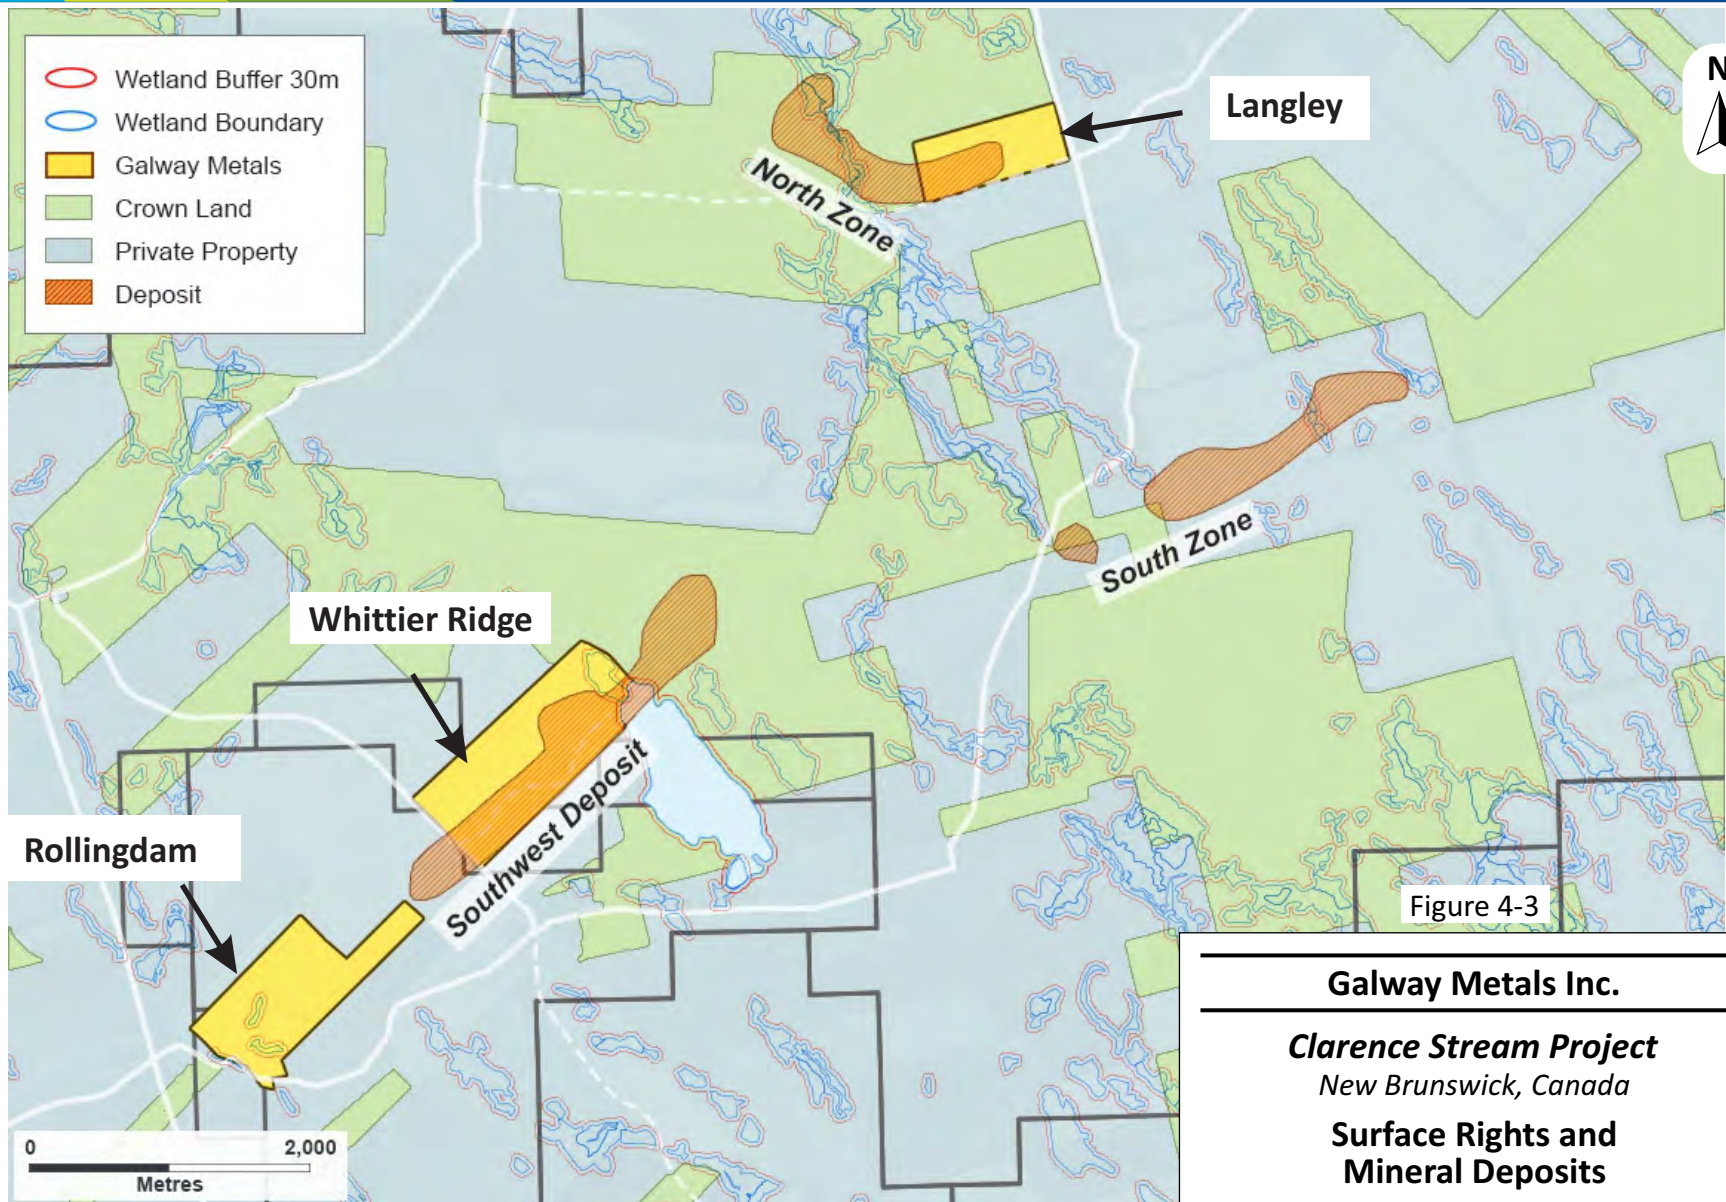 Wetland Buffer 30m
Wetland Boundary
Galway Metals
Crown Land
Private Property
Deposit
Langley
N
North Zone
South Zone
Whittier Ridge
Southwest Deposit
Rollingdam
Figure 4-3
Galway Metals Inc.
Clarence Stream Project
New Brunswick, Canada
Surface Rights and
Mineral Deposits
0 2,000
Metres